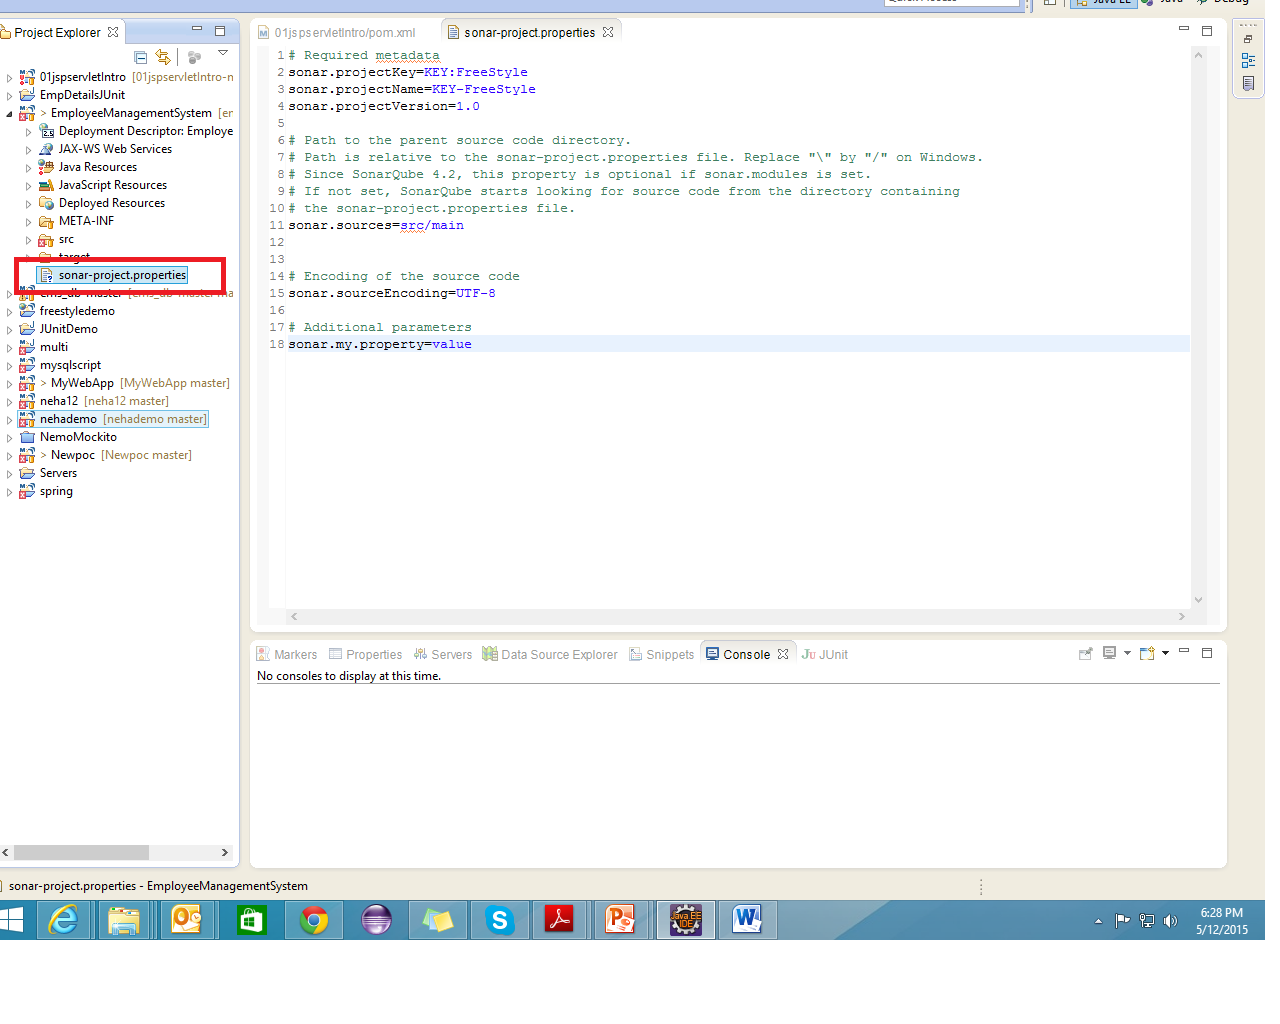 Java EE
Java
Debug
Project Explorer
01jspservletIntro [01jspservletIntro-n
EmpDetailsJUnit
> EmployeeManagementSystem [er
Deployment Descriptor: Employe
JAX-WS Web Services
Java Resources
JavaScript Resources
Deployed Resources
META-INF
src
target
sonar-project.properties
freestyledemo
JUnitDemo
multi
mysqlscript
> MyWebApp [MyWebApp master]
neha12 [neha12 master]
nehademo [nehademo master]
NemoMockito
> Newpoc [Newpoc master]
Servers
spring
01jspservletIntro/pom.xml
sonar-project.properties
1 # Required metadata
2 sonar.projectKey=KEY:FreeStyle
3 sonar.projectName=KEY-FreeStyle
4 sonar.projectVersion=1.0
5
6 # Path to the parent source code directory.
7 # Path is relative to the sonar-project.properties file. Replace "\" by "/" on Windows.
8 # Since SonarQube 4.2, this property is optional if sonar.modules is set.
9 # If not set, SonarQube starts looking for source code from the directory containing
10 # the sonar-project.properties file.
11 sonar.sources=src/main
12
13
14 # Encoding of the source code
15 sonar.sourceEncoding=UTF-8
16
17 # Additional parameters
18 sonar.my.property=value
Markers Properties Servers Data Source Explorer Snippets Console JUnit
No consoles to display at this time.
sonar-project.properties - EmployeeManagementSystem
Java EE
IDE
6:28 PM
5/12/2015